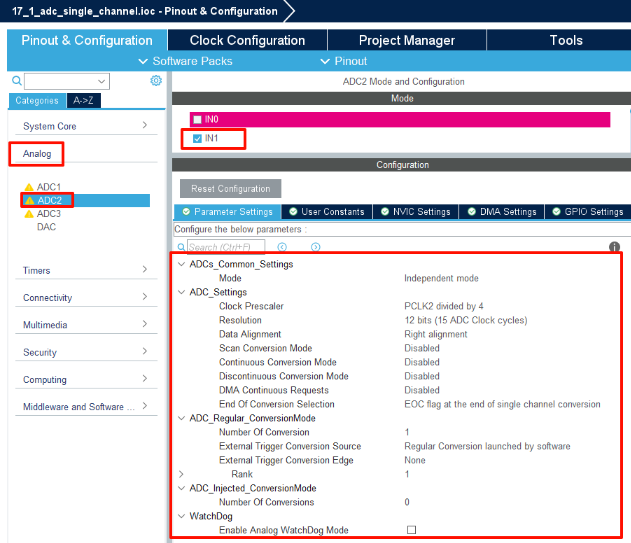 17_1_adc_single_channel.ioc - Pinout & Configuration
Pinout & Configuration
Clock Configuration
Project Manager
Tools
Software Packs
Pinout
Categories
A->Z
System Core
Analog
ADC1
ADC2
ADC3
DAC
Timers
Connectivity
Multimedia
Security
Computing
Middleware and Software ...
ADC2 Mode and Configuration
Mode
IN0
IN1
Configuration
Reset Configuration
Parameter Settings
User Constants
NVIC Settings
DMA Settings
GPIO Settings
Configure the below parameters :
Search (Ctrl+F)
ADCs_Common_Settings
Mode Independent mode
ADC_Settings
Clock Prescaler PCLK2 divided by 4
Resolution 12 bits (15 ADC Clock cycles)
Data Alignment Right alignment
Scan Conversion Mode Disabled
Continuous Conversion Mode Disabled
Discontinuous Conversion Mode Disabled
DMA Continuous Requests Disabled
End Of Conversion Selection EOC flag at the end of single channel conversion
ADC_Regular_ConversionMode
Number Of Conversion 1
External Trigger Conversion Source Regular Conversion launched by software
External Trigger Conversion Edge None
Rank 1
ADC_Injected_ConversionMode
Number Of Conversions 0
WatchDog
Enable Analog WatchDog Mode